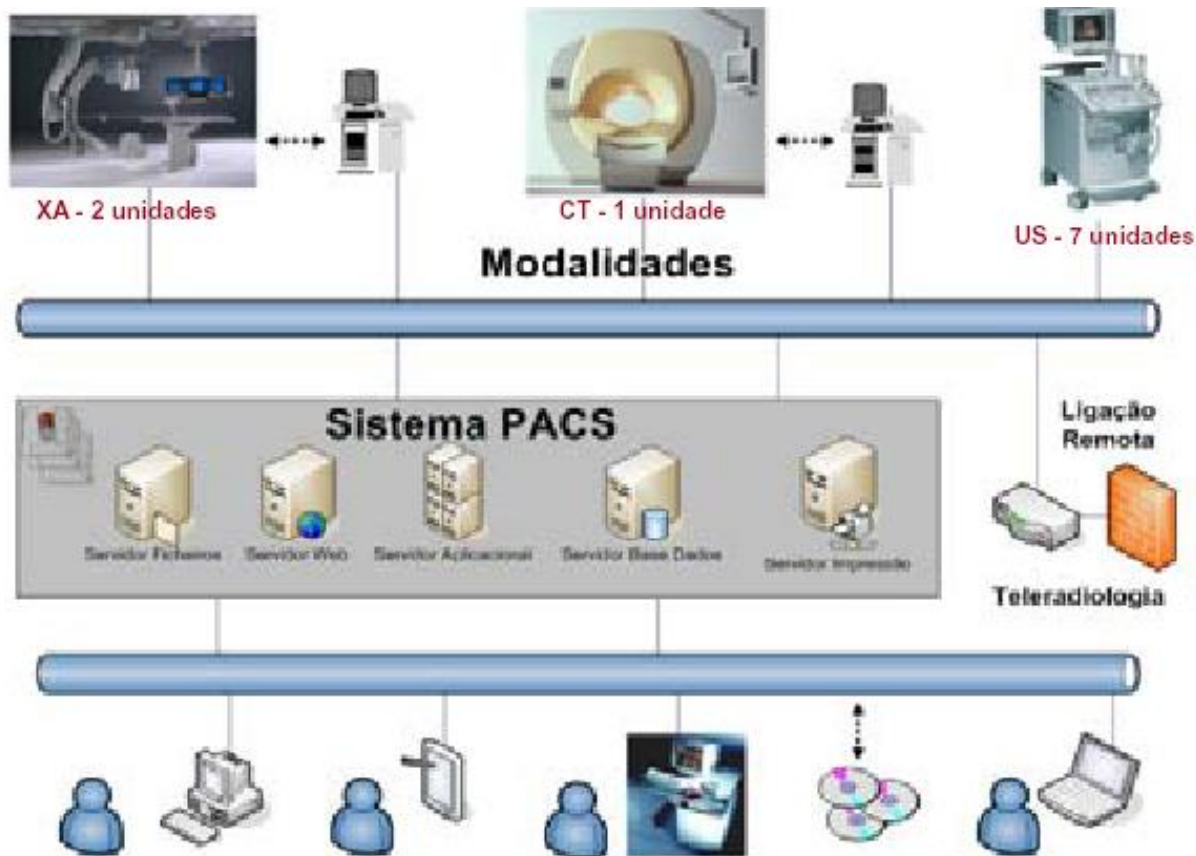 XA - 2 unidades
CT - 1 unidade
US - 7 unidades
Modalidades
Sistema PACS
Servidor Ficheiros
Servidor Web
Servidor Aplicacional
Servidor Base Dados
Servidor Impressão
Ligação
Remota
Teleradiologia